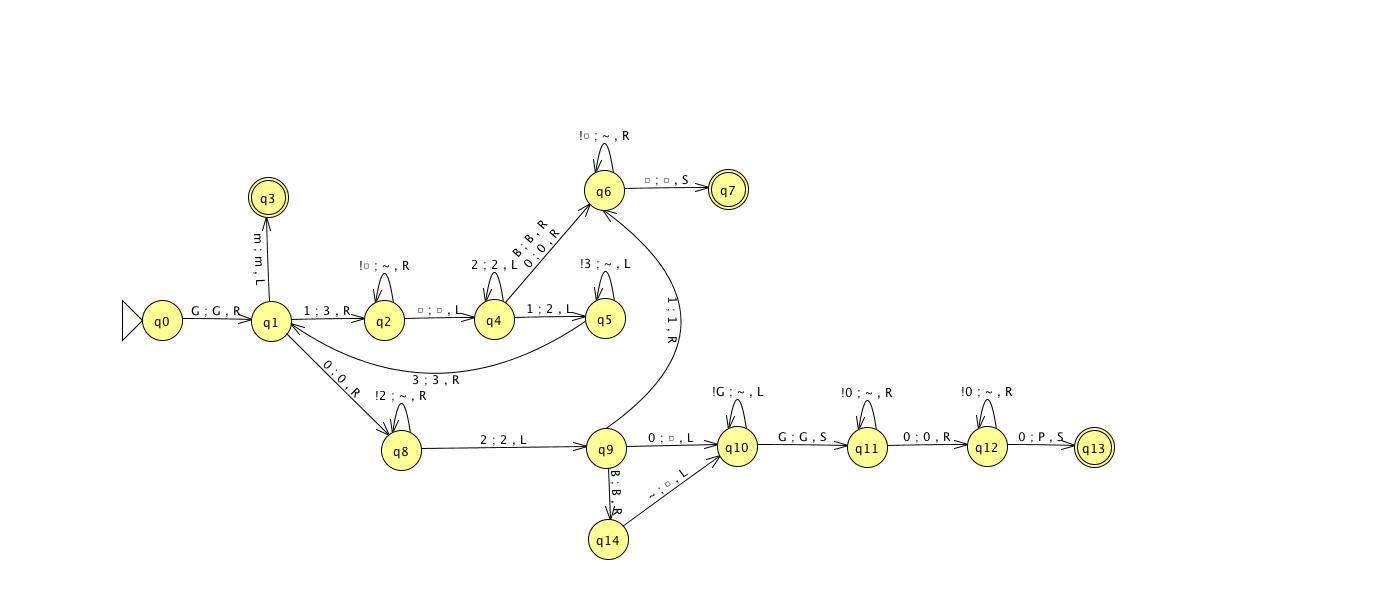 !□ ; ~ , R
□ ; □ , S
q6
q7
q3
B ; B , R
0 ; 0 , R
m ; m , L
!□ ; ~ , R
2 ; 2 , L
!3 ; ~ , L
G ; G , R
1 ; 3 , R
□ ; □ , L
1 ; 2 , L
1 ; 1 , R
q0
q1
q2
q4
q5
3 ; 3 , R
0 ; 0 , R
!2 ; ~ , R
!G ; ~ , L
!0 ; ~ , R
!0 ; ~ , R
2 ; 2 , L
0 ; □ , L
G ; G , S
0 ; 0 , R
0 ; P , S
q8
q9
q10
q11
q12
q13
B ; B , R
~ ; □ , L
q14